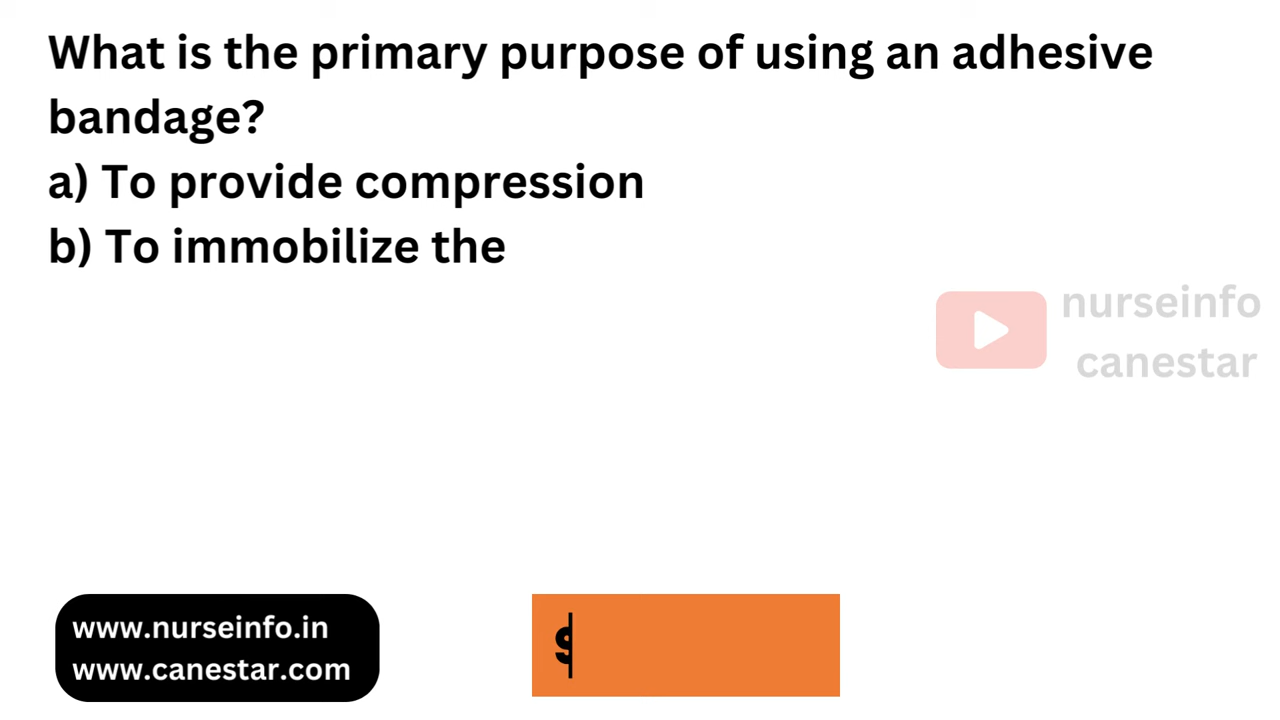 What is the primary purpose of using an adhesive
bandage?
a) To provide compression
b) To immobilize the
nurseinfo
canestar
www.nurseinfo.in
www.canestar.com